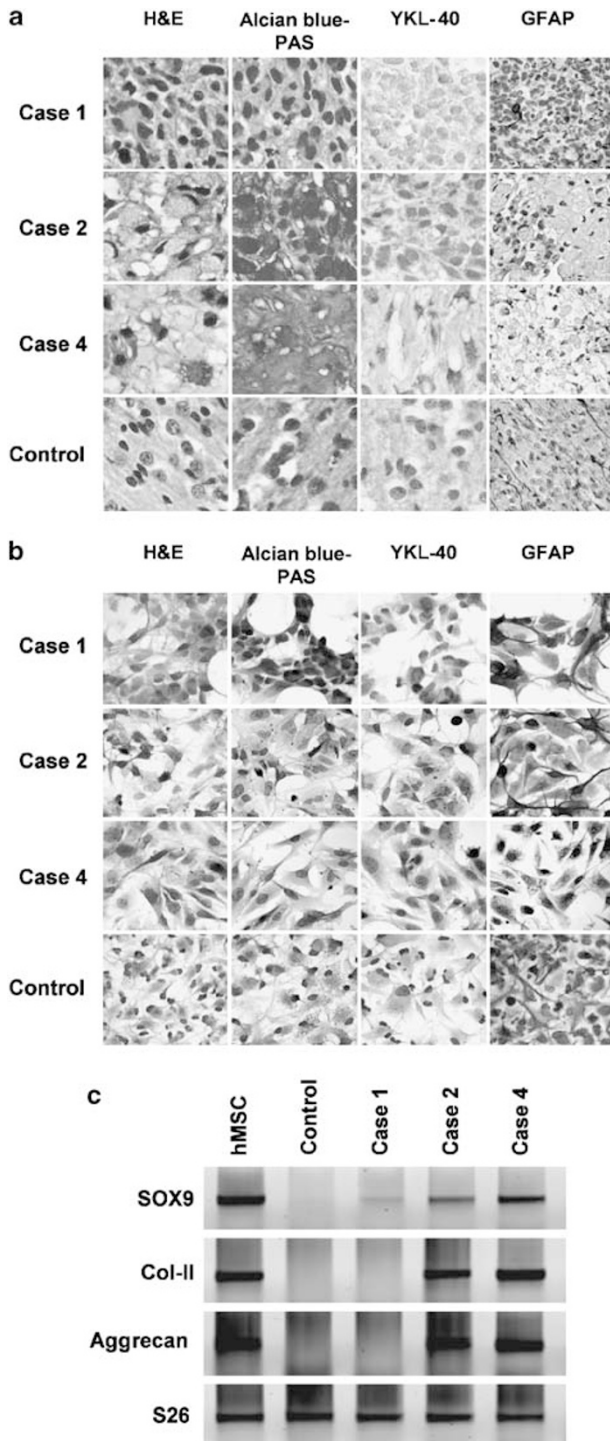 a
H&E Alcian blue- YKL-40 GFAP
PAS
Case 1
Case 2
Case 4
Control
b
H&E Alcian blue- YKL-40 GFAP
PAS
Case 1
Case 2
Case 4
Control
c
hMSC Control Case 1 Case 2 Case 4
SOX9
Col-II
Aggrecan
S26